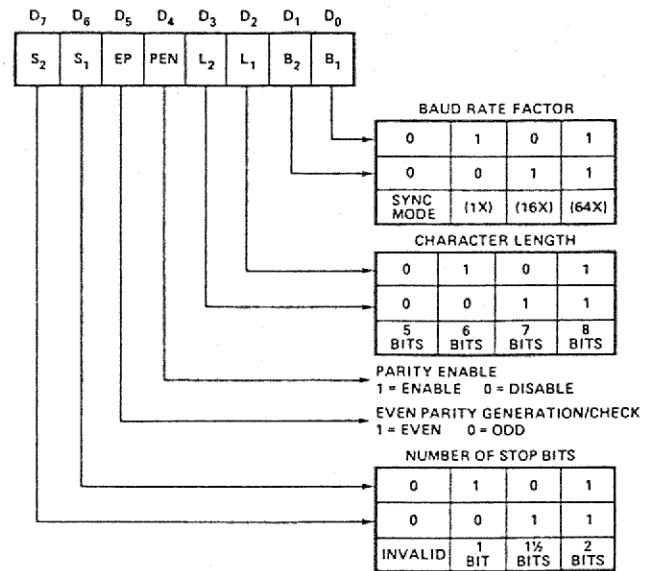 D7 D6 D5 D4 D3 D2 D1 D0
S2 S1 EP PEN L2 L1 B2 B1
BAUD RATE FACTOR
0 1 0 1
0 0 1 1
SYNC MODE (1X) (16X) (64X)
CHARACTER LENGTH
0 1 0 1
0 0 1 1
5 BITS 6 BITS 7 BITS 8 BITS
PARITY ENABLE
1 = ENABLE 0 = DISABLE
EVEN PARITY GENERATION/CHECK
1 = EVEN 0 = ODD
NUMBER OF STOP BITS
0 1 0 1
0 0 1 1
INVALID 1 BIT 1½ BITS 2 BITS